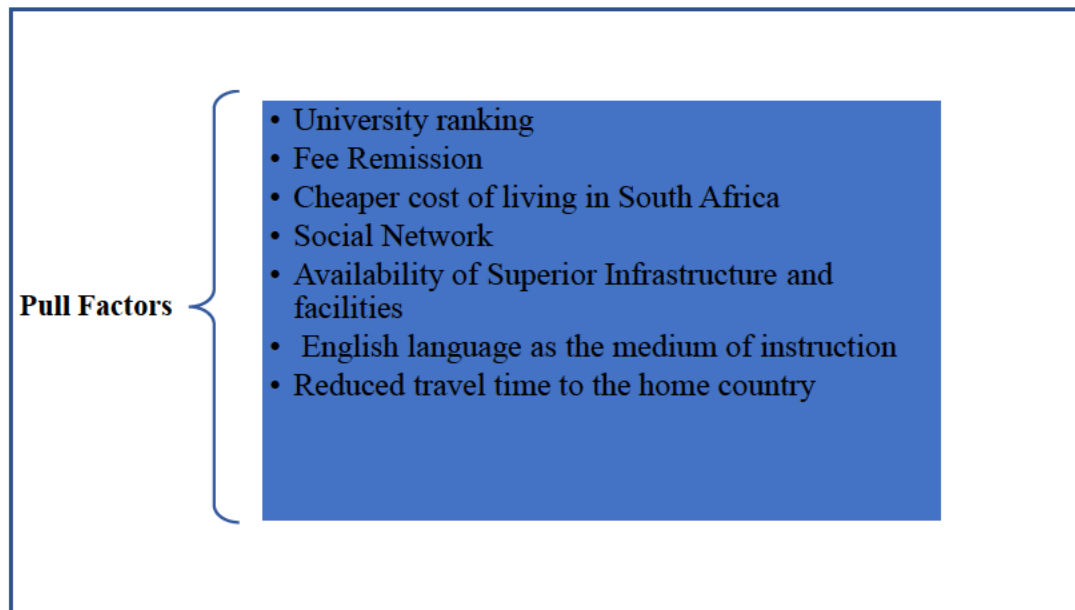 Pull Factors
• University ranking
• Fee Remission
• Cheaper cost of living in South Africa
• Social Network
• Availability of Superior Infrastructure and
facilities
• English language as the medium of instruction
• Reduced travel time to the home country